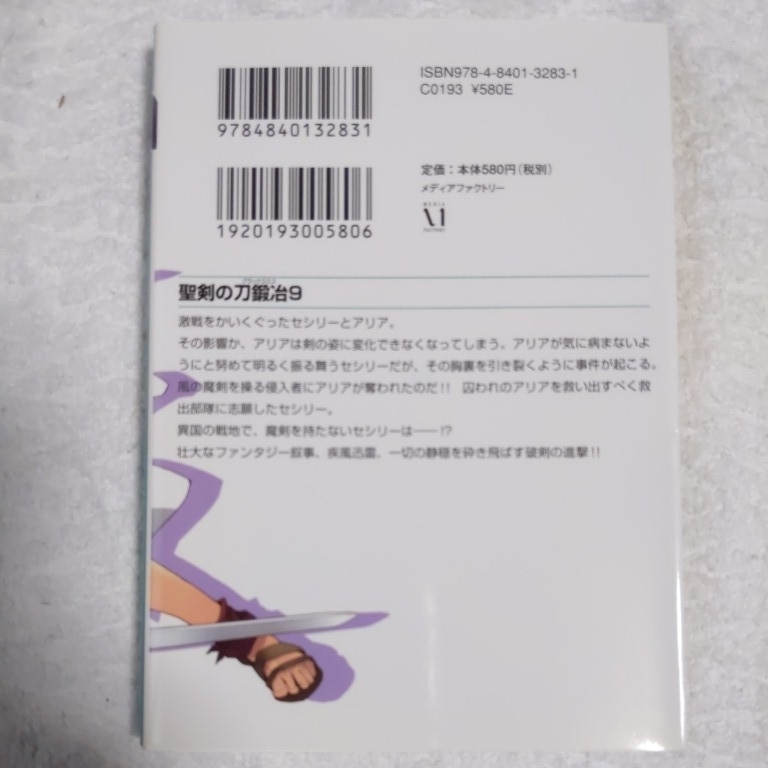 ISBN978-4-8401-3283-1
C0193 ¥580E
9784840132831
定価：本体580円（税別）
メディアファクトリー
MEDIA
FACTORY
1920193005806
聖剣の刀鍛冶9
激戦をかいくぐったセシリーとアリア。
その影響か、アリアは剣の姿に変化できなくなってしまう。アリアが気に病まないよ
うにと努めて明るく振る舞うセシリーだが、その胸裏を引き裂くように事件が起こる。
風の魔剣を操る侵入者にアリアが奪われたのだ!! 囚われのアリアを救い出すべく救
出部隊に志願したセシリー。
異国の戦地で、魔剣を持たないセシリーは――!?
壮大なファンタジー叙事、疾風迅雷、一切の静穏を砕き飛ばす破剣の進撃!!